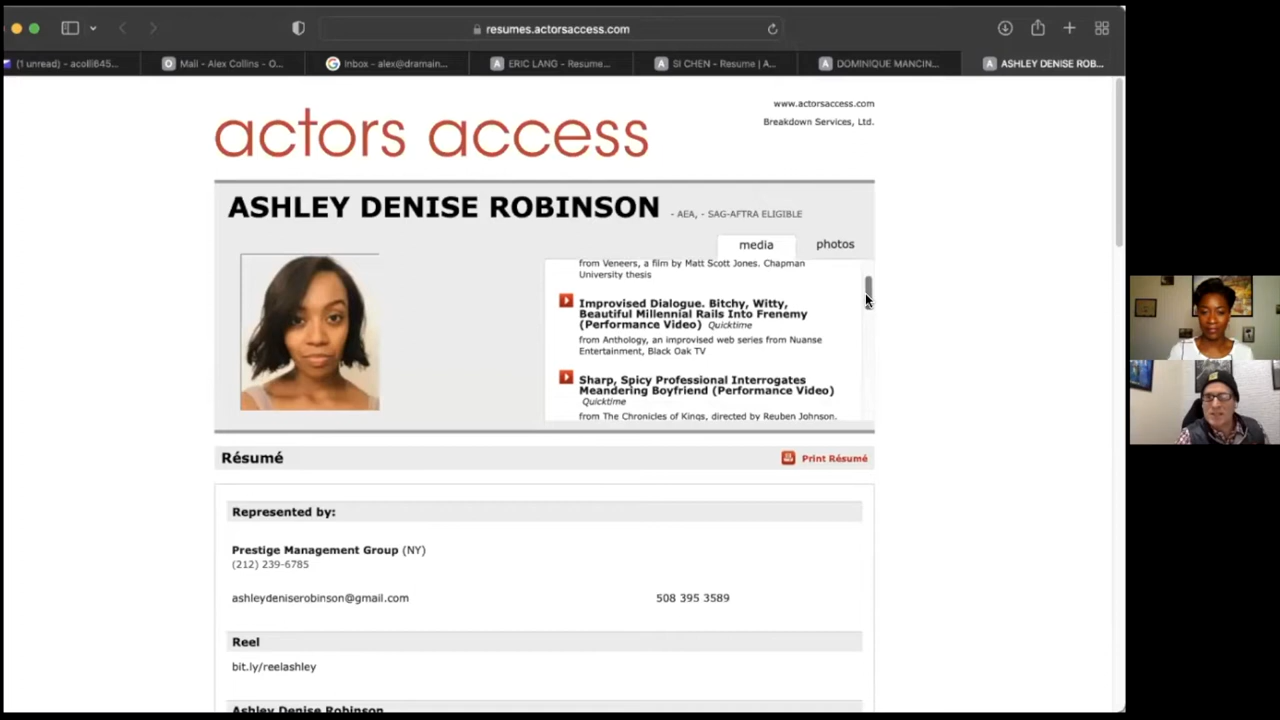 resumes.actorsaccess.com
(1 unread) - acolli645...
Mail - Alex Collins - O...
Inbox - alex@dramain...
ERIC LANG - Resume...
SI CHEN - Resume | A...
DOMINIQUE MANCIN...
ASHLEY DENISE ROB...
www.actorsaccess.com
actors access
Breakdown Services, Ltd.
ASHLEY DENISE ROBINSON - AEA, - SAG-AFTRA ELIGIBLE
media photos
from Veneers, a film by Matt Scott Jones. Chapman
University thesis
Improvised Dialogue. Bitchy, Witty,
Beautiful Millennial Rails Into Frenemy
(Performance Video) Quicktime
from Anthology, an improvised web series from Nuanse
Entertainment, Black Oak TV
Sharp, Spicy Professional Interrogates
Meandering Boyfriend (Performance Video)
Quicktime
from The Chronicles of Kings, directed by Reuben Johnson.
Résumé Print Résumé
Represented by:
Prestige Management Group (NY)
(212) 239-6785
ashleydeniserobinson@gmail.com 508 395 3589
Reel
bit.ly/reelashley
Ashley Denise Robinson